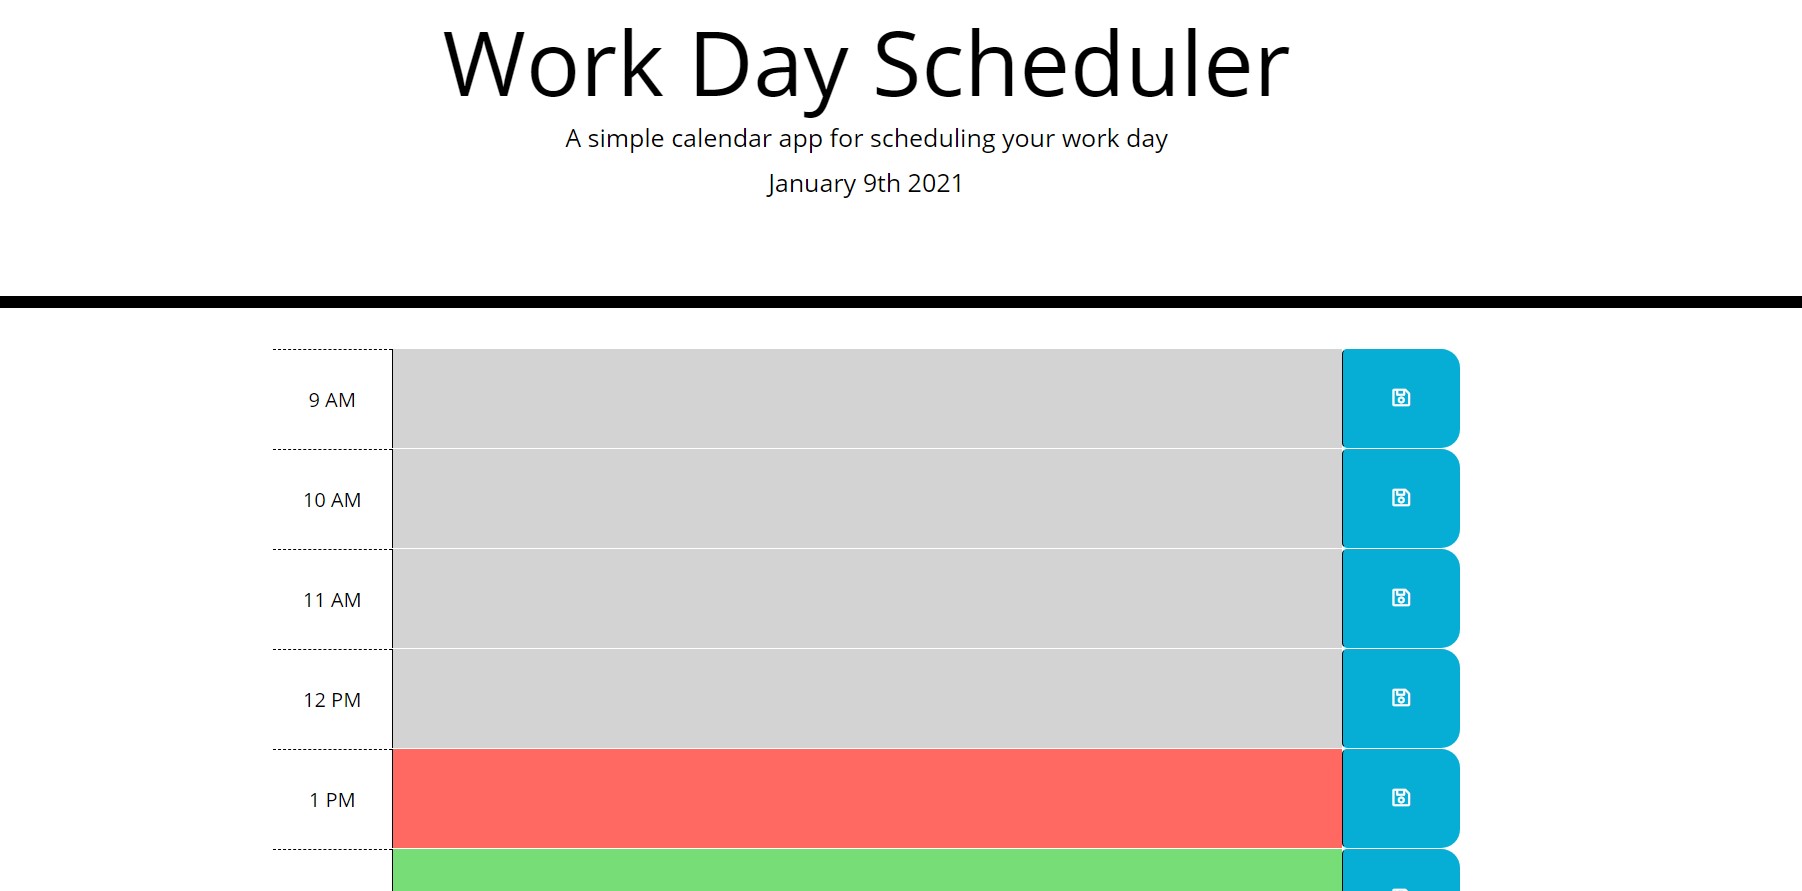 Work Day Scheduler
A simple calendar app for scheduling your work day
January 9th 2021
9 AM
10 AM
11 AM
12 PM
1 PM